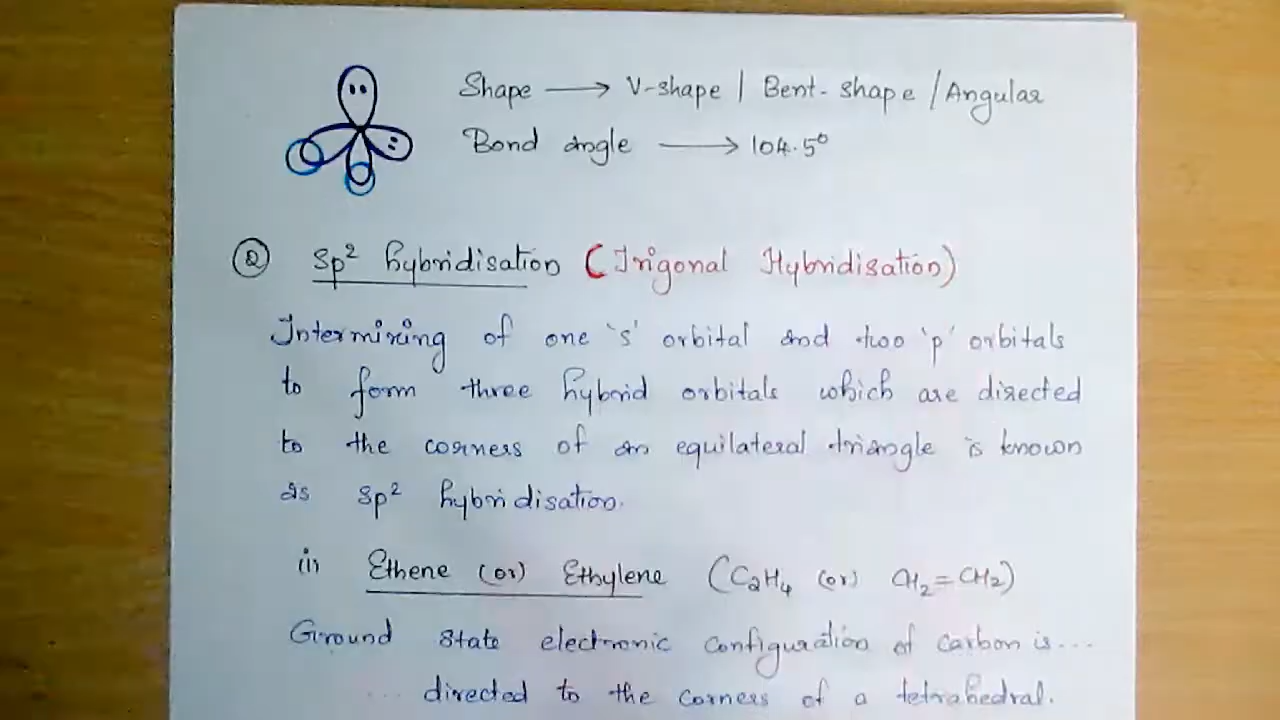 Shape → V-shape | Bent-shape / Angular
Bond angle → 104.5°
② Sp² hybridisation (Trigonal Hybridisation)
Intermixing of one 's' orbital and two 'p' orbitals
to form three hybrid orbitals which are directed
to the corners of an equilateral triangle is known
as Sp² hybridisation.
(i) Ethene (or) Ethylene (C₂H₄ (or) CH₂=CH₂)
Ground State electronic configuration of carbon is...
... directed to the corners of a tetrahedral.